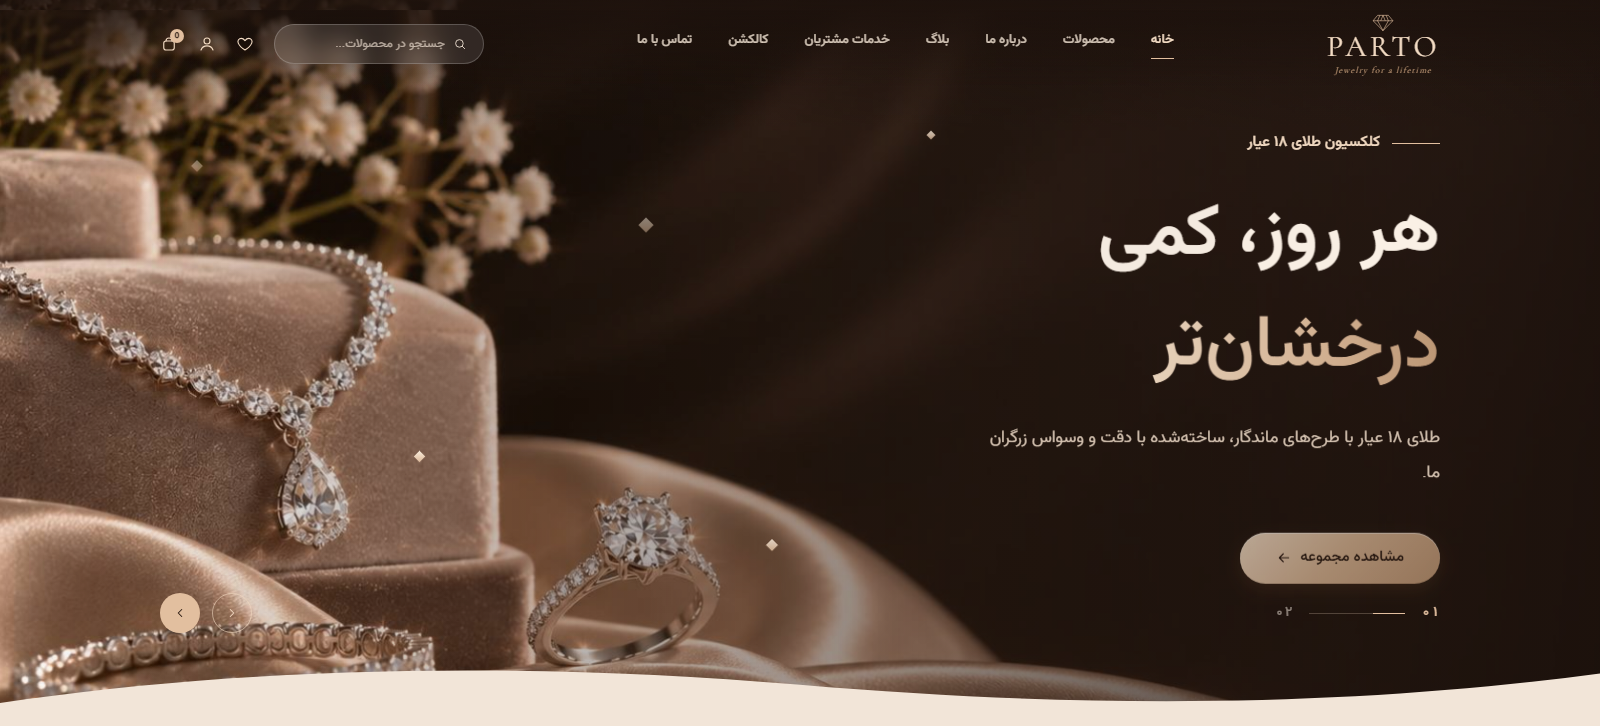 PARTO
Jewelry for a lifetime
خانه
محصولات
درباره ما
بلاگ
خدمات مشتریان
کالکشن
تماس با ما
جستجو در محصولات...
0
کلکسیون طلای ۱۸ عیار
هر روز، کمی
درخشان‌تر
طلای ۱۸ عیار با طرح‌های ماندگار، ساخته‌شده با دقت و وسواس زرگران
ما.
مشاهده مجموعه ←
۰۱
۰۲